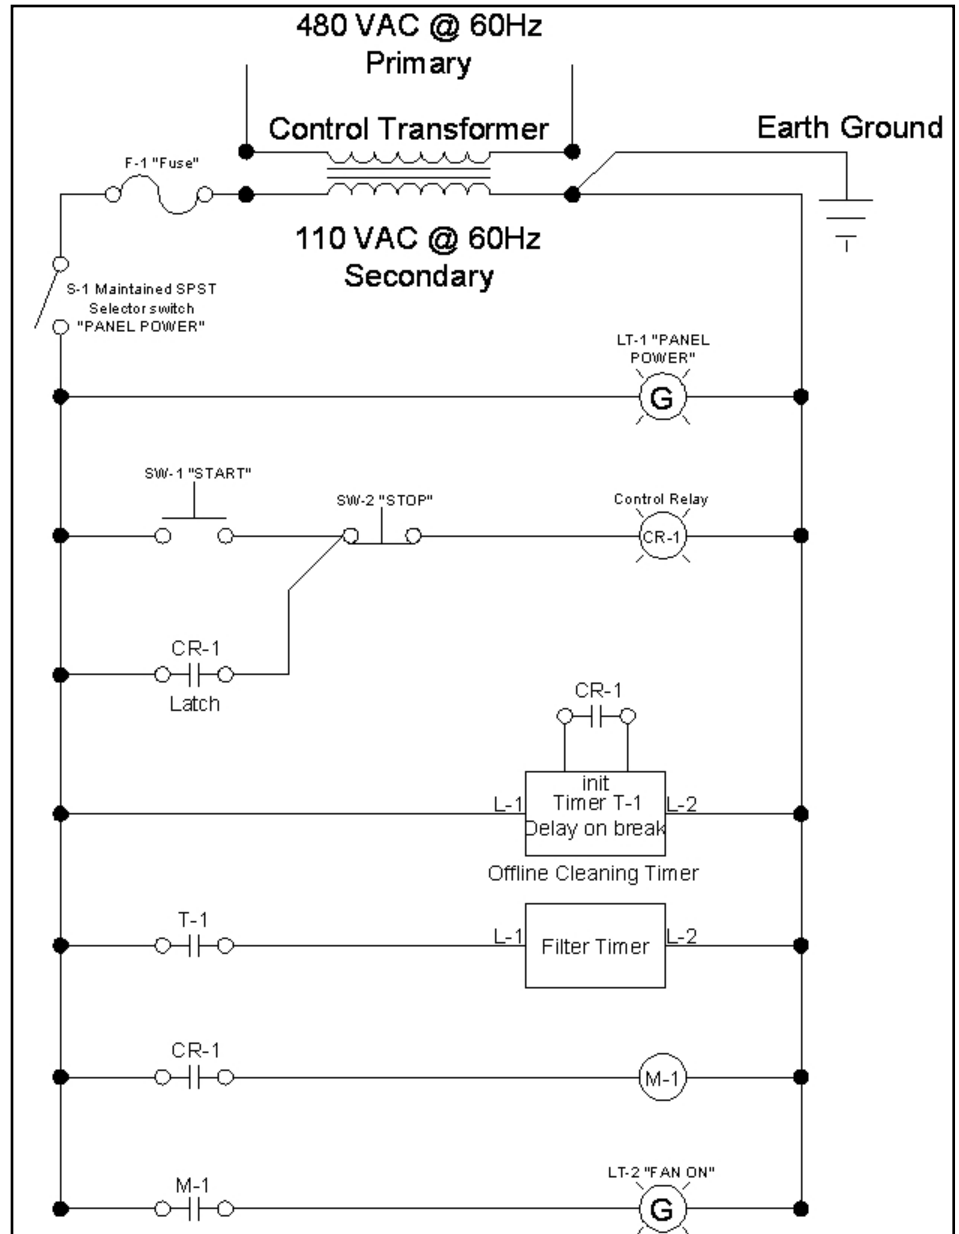 480 VAC @ 60Hz
Primary
Control Transformer
Earth Ground
F-1 "Fuse"
110 VAC @ 60Hz
Secondary
S-1 Maintained SPST
Selector switch
"PANEL POWER"
LT-1 "PANEL
POWER"
G
SW-1 "START"
SW-2 "STOP"
Control Relay
CR-1
CR-1
Latch
CR-1
init
L-1
Timer T-1
L-2
Delay on break
Offline Cleaning Timer
T-1
L-1
Filter Timer
L-2
CR-1
M-1
LT-2 "FAN ON"
M-1
G